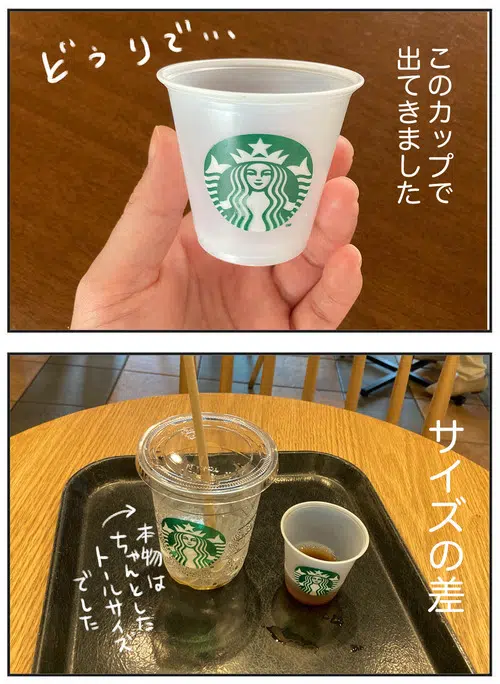 どぅりで…
このカップで
出てきました
サイズの差
本物は
ちゃんとした
トールサイズ
でした